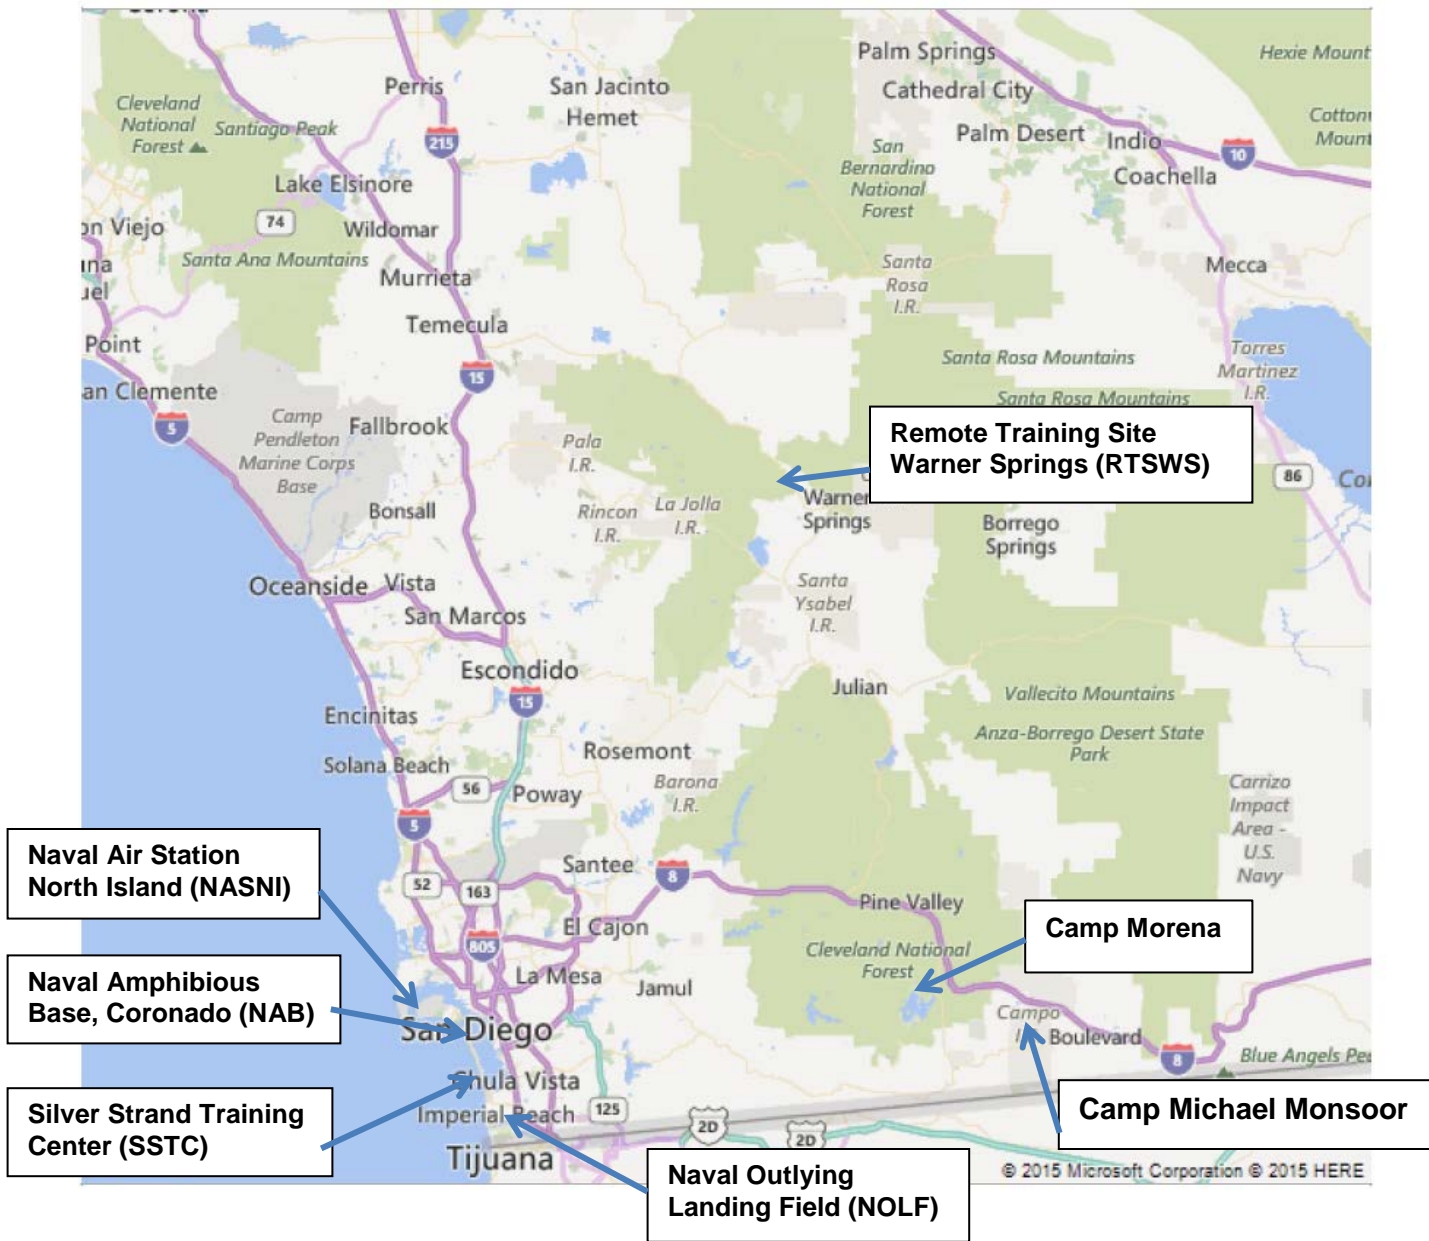 Palm Springs
Hexie Mount
Perris
San Jacinto
Hemet
Cathedral City
Cleveland
National
Forest
Santiago Peak
Palm Desert
Indio
Cotton
Mount
215
San
Bernardino
National
Forest
10
Coachella
Lake Elsinore
74
on Viejo
Wildomar
Santa Ana Mountains
una
uel
Murrieta
Santa
Rosa
I.R.
Mecca
Temecula
Point
Santa Rosa Mountains
Torres
Martinez
I.R.
15
an Clemente
Santa Rosa Mountains
Camp
Pendleton
Marine Corps
Base
5
Fallbrook
Pala
I.R.
Remote Training Site
Warner Springs (RTSWS)
86
Warner
Springs
Bonsall
Rincon
I.R.
La Jolla
I.R.
Borrego
Springs
Oceanside
Vista
Santa
Ysabel
I.R.
San Marcos
Escondido
Julian
15
Vallecito Mountains
Encinitas
Anza-Borrego Desert State
Park
Rosemont
Solana Beach
56
Poway
Barona
I.R.
Carrizo
Impact
Area -
U.S.
Navy
5
Naval Air Station
North Island (NASNI)
Santee
8
52
163
Pine Valley
El Cajon
Camp Morena
805
Cleveland National
Forest
La Mesa
Jamul
Naval Amphibious
Base, Coronado (NAB)
San Diego
Campo
Boulevard
8
Blue Angels Pea
Chula Vista
Silver Strand Training
Center (SSTC)
Imperial Beach
125
2D
2D
Camp Michael Monsoor
Tijuana
Naval Outlying
Landing Field (NOLF)
© 2015 Microsoft Corporation © 2015 HERE